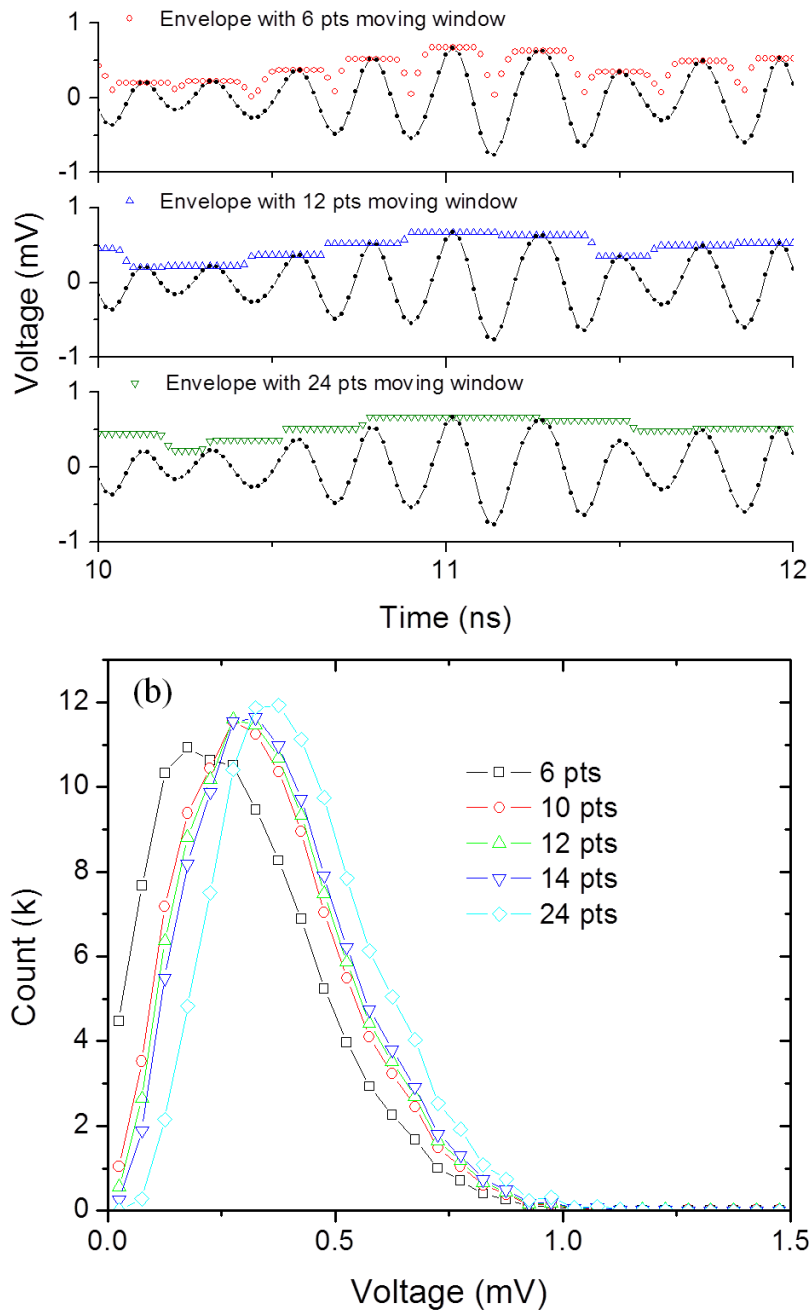 Envelope with 6 pts moving window
1
0
-1
Envelope with 12 pts moving window
1
0
-1
Voltage (mV)
Envelope with 24 pts moving window
1
0
-1
10
11
12
Time (ns)
(b)
12
10
8
6
4
2
0
Count (k)
6 pts
10 pts
12 pts
14 pts
24 pts
0.0
0.5
1.0
1.5
Voltage (mV)